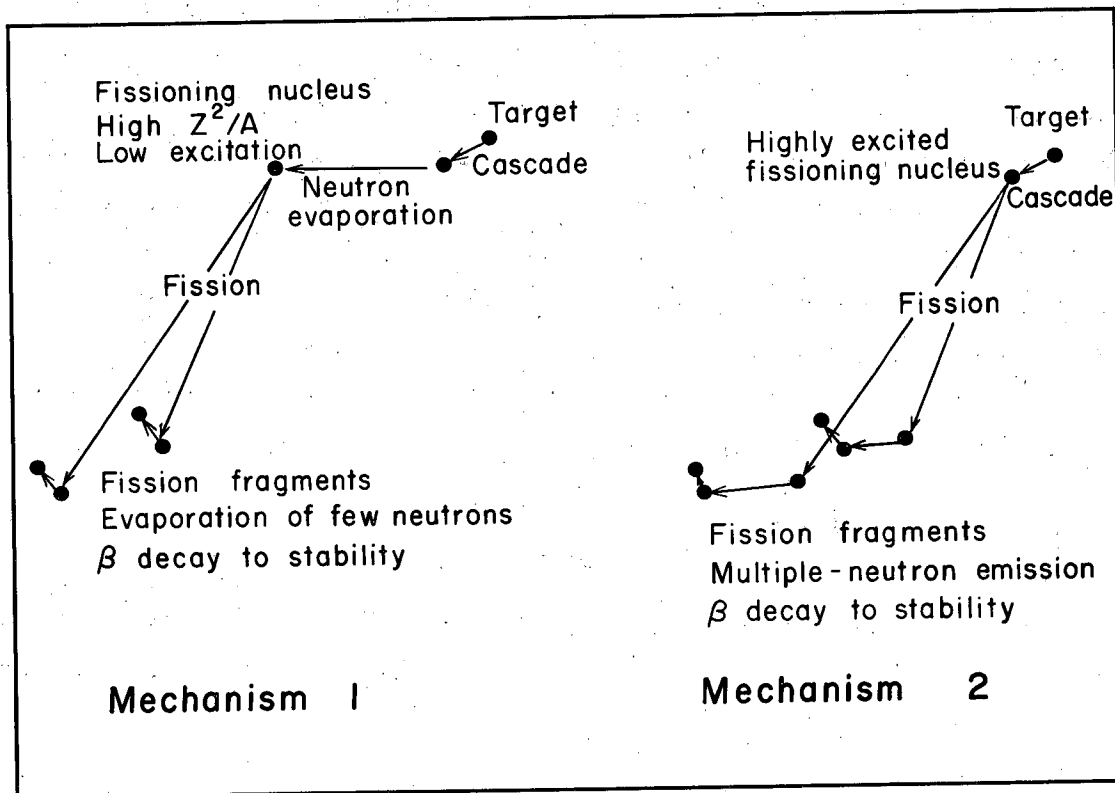 Fissioning nucleus
High Z²/A
Low excitation
Target
Cascade
Neutron
evaporation
Fission
Fission fragments
Evaporation of few neutrons
β decay to stability
Mechanism 1
Target
Highly excited
fissioning nucleus
Cascade
Fission
Fission fragments
Multiple-neutron emission
β decay to stability
Mechanism 2